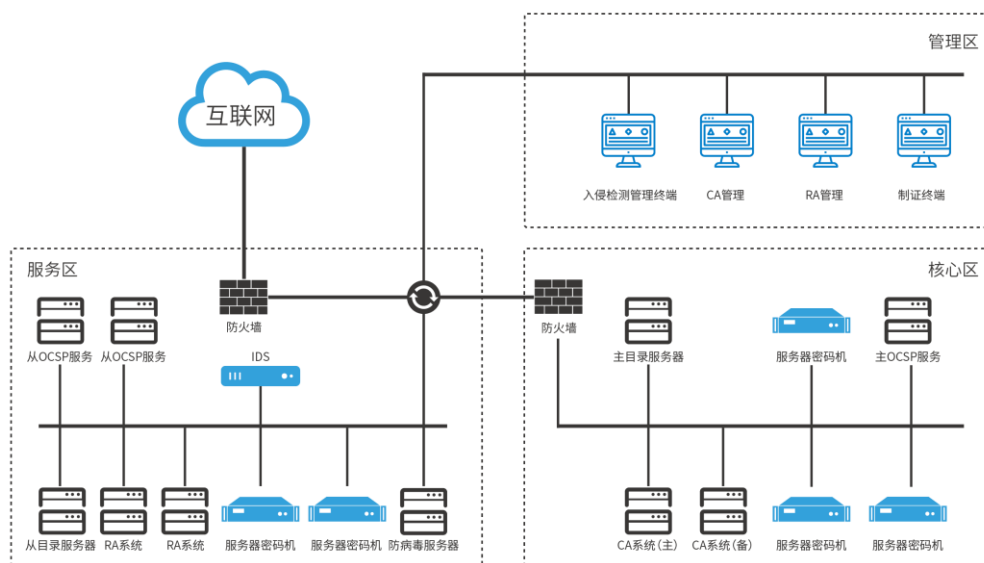 管理区
互联网
入侵检测管理终端
CA管理
RA管理
制证终端
服务区
核心区
防火墙
防火墙
从OCSP服务
从OCSP服务
IDS
主目录服务器
服务器密码机
主OCSP服务
从目录服务器
RA系统
RA系统
服务器密码机
服务器密码机
防病毒服务器
CA系统(主)
CA系统(备)
服务器密码机
服务器密码机